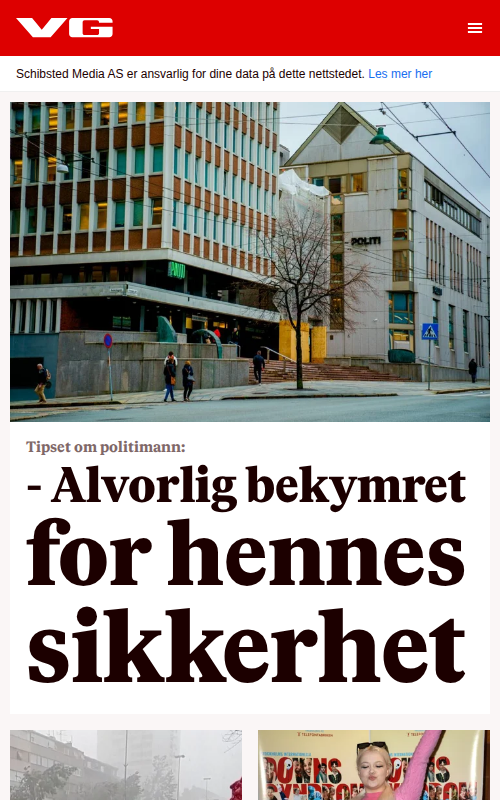 VG
Schibsted Media AS er ansvarlig for dine data på dette nettstedet. Les mer her
POLITI
Tipset om politimann:
- Alvorlig bekymret
for hennes
sikkerhet
DOWNS